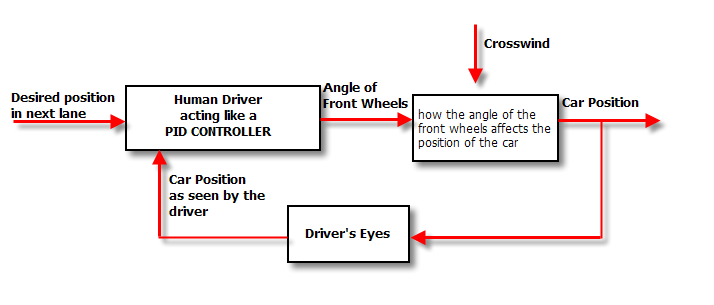 Crosswind
Desired position
in next lane
Human Driver
acting like a
PID CONTROLLER
Angle of
Front Wheels
how the angle of the
front wheels affects the
position of the car
Car Position
Car Position
as seen by the
driver
Driver's Eyes